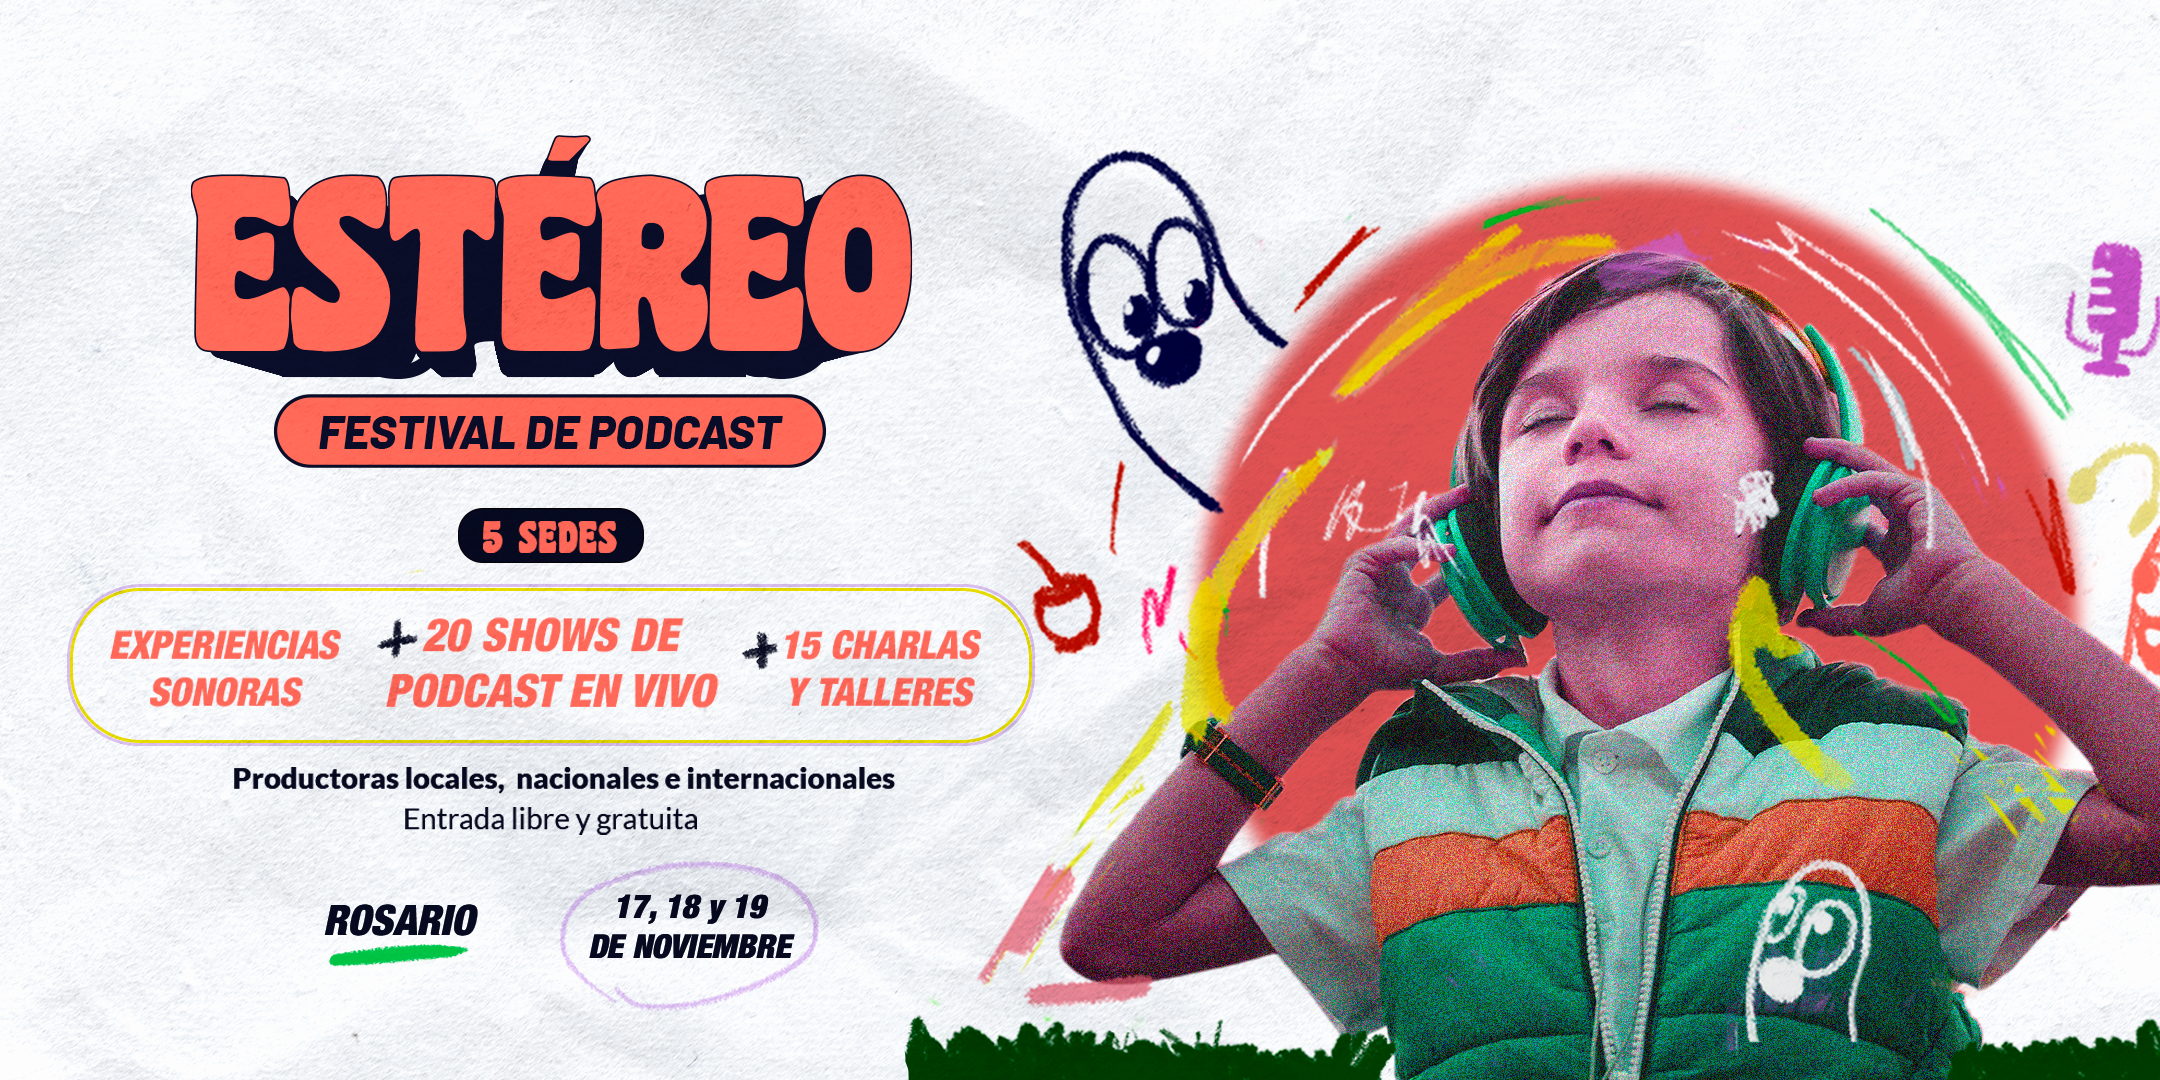 ESTÉREO
FESTIVAL DE PODCAST
5 SEDES
EXPERIENCIAS
SONORAS
+20 SHOWS DE
PODCAST EN VIVO
+15 CHARLAS
Y TALLERES
Productoras locales, nacionales e internacionales
Entrada libre y gratuita
ROSARIO
17, 18 y 19
DE NOVIEMBRE